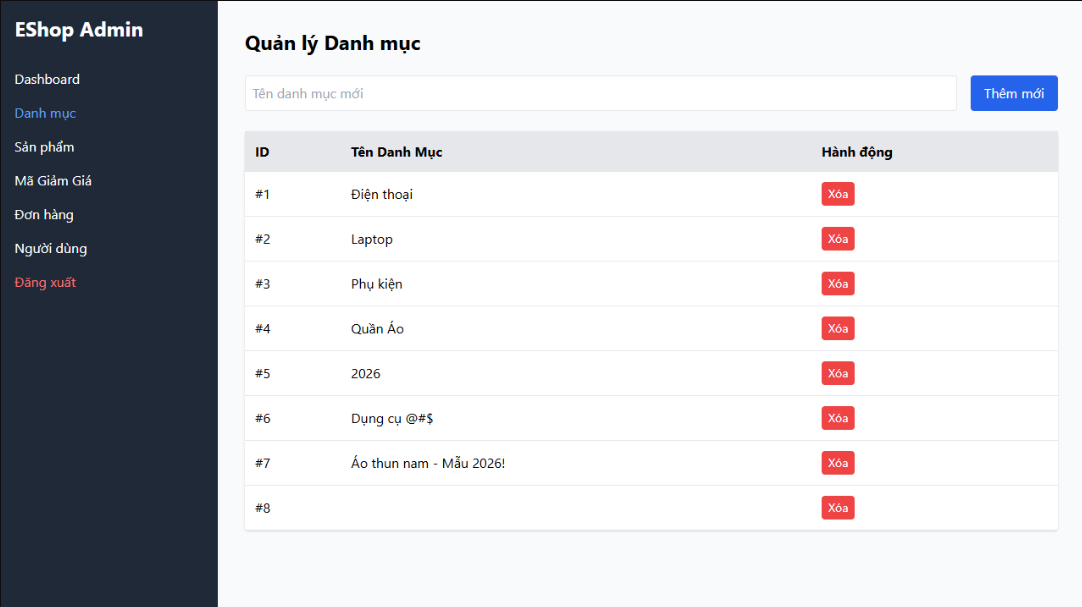 EShop Admin
Dashboard
Danh mục
Sản phẩm
Mã Giảm Giá
Đơn hàng
Người dùng
Đăng xuất
Quản lý Danh mục
Tên danh mục mới
Thêm mới
ID Tên Danh Mục Hành động
#1 Điện thoại Xóa
#2 Laptop Xóa
#3 Phụ kiện Xóa
#4 Quần Áo Xóa
#5 2026 Xóa
#6 Dụng cụ @#$ Xóa
#7 Áo thun nam - Mẫu 2026! Xóa
#8 Xóa